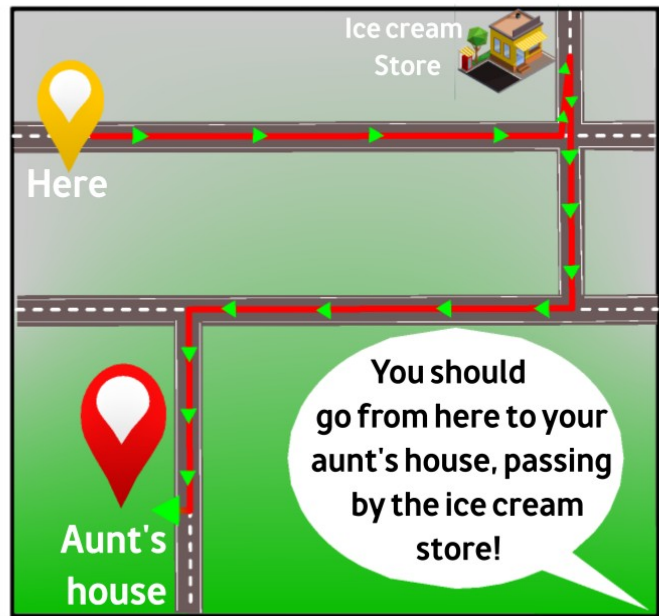 Ice cream
Store
Here
You should
go from here to your
aunt's house, passing
by the ice cream
store!
Aunt's
house